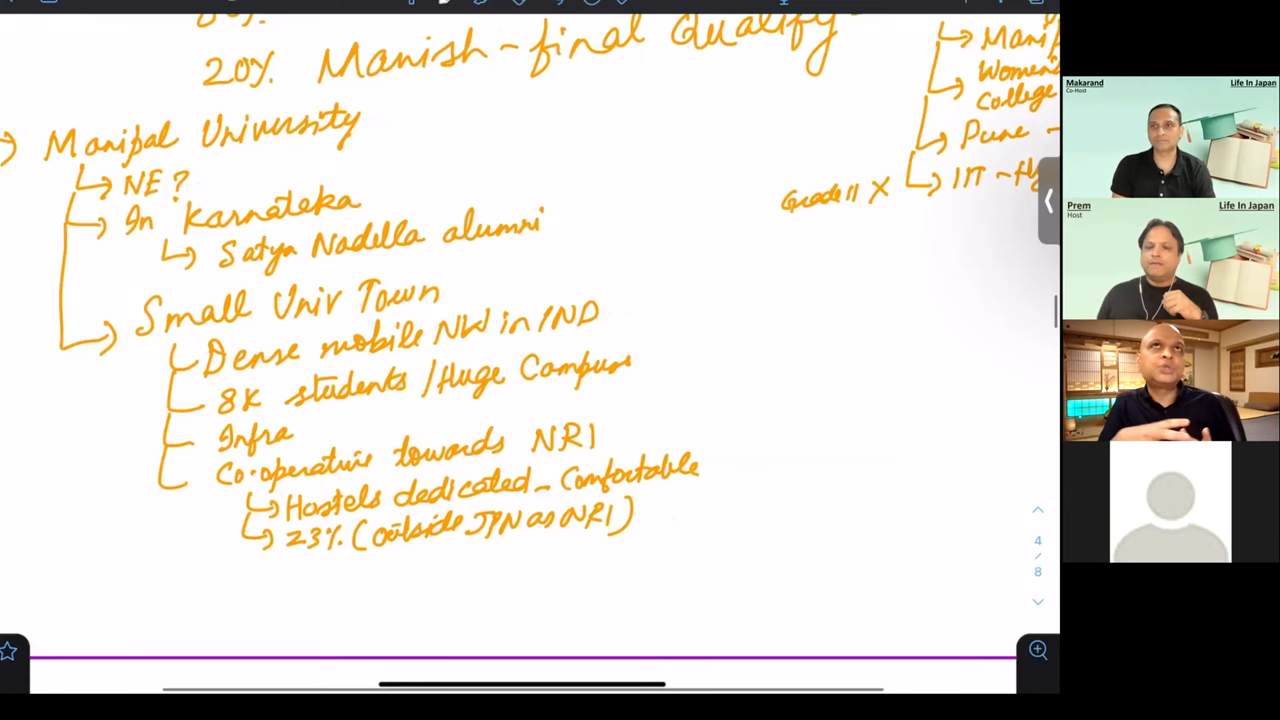 20% Manish - final Qualify
Manipal University
NE?
In Karnateka
Satya Nadella alumni
Small Univ Town
Dense mobile NW in IND
8K students / Huge Campus
Infra
Co-operative towards NRI
Hostels dedicated - Comfortable
23% (outside JPN as NRI)
Women's
College
Pune -
Grade 11 X
IIT -
4
/
8
Makarand
Life In Japan
Co-Host
Prem
Life In Japan
Host